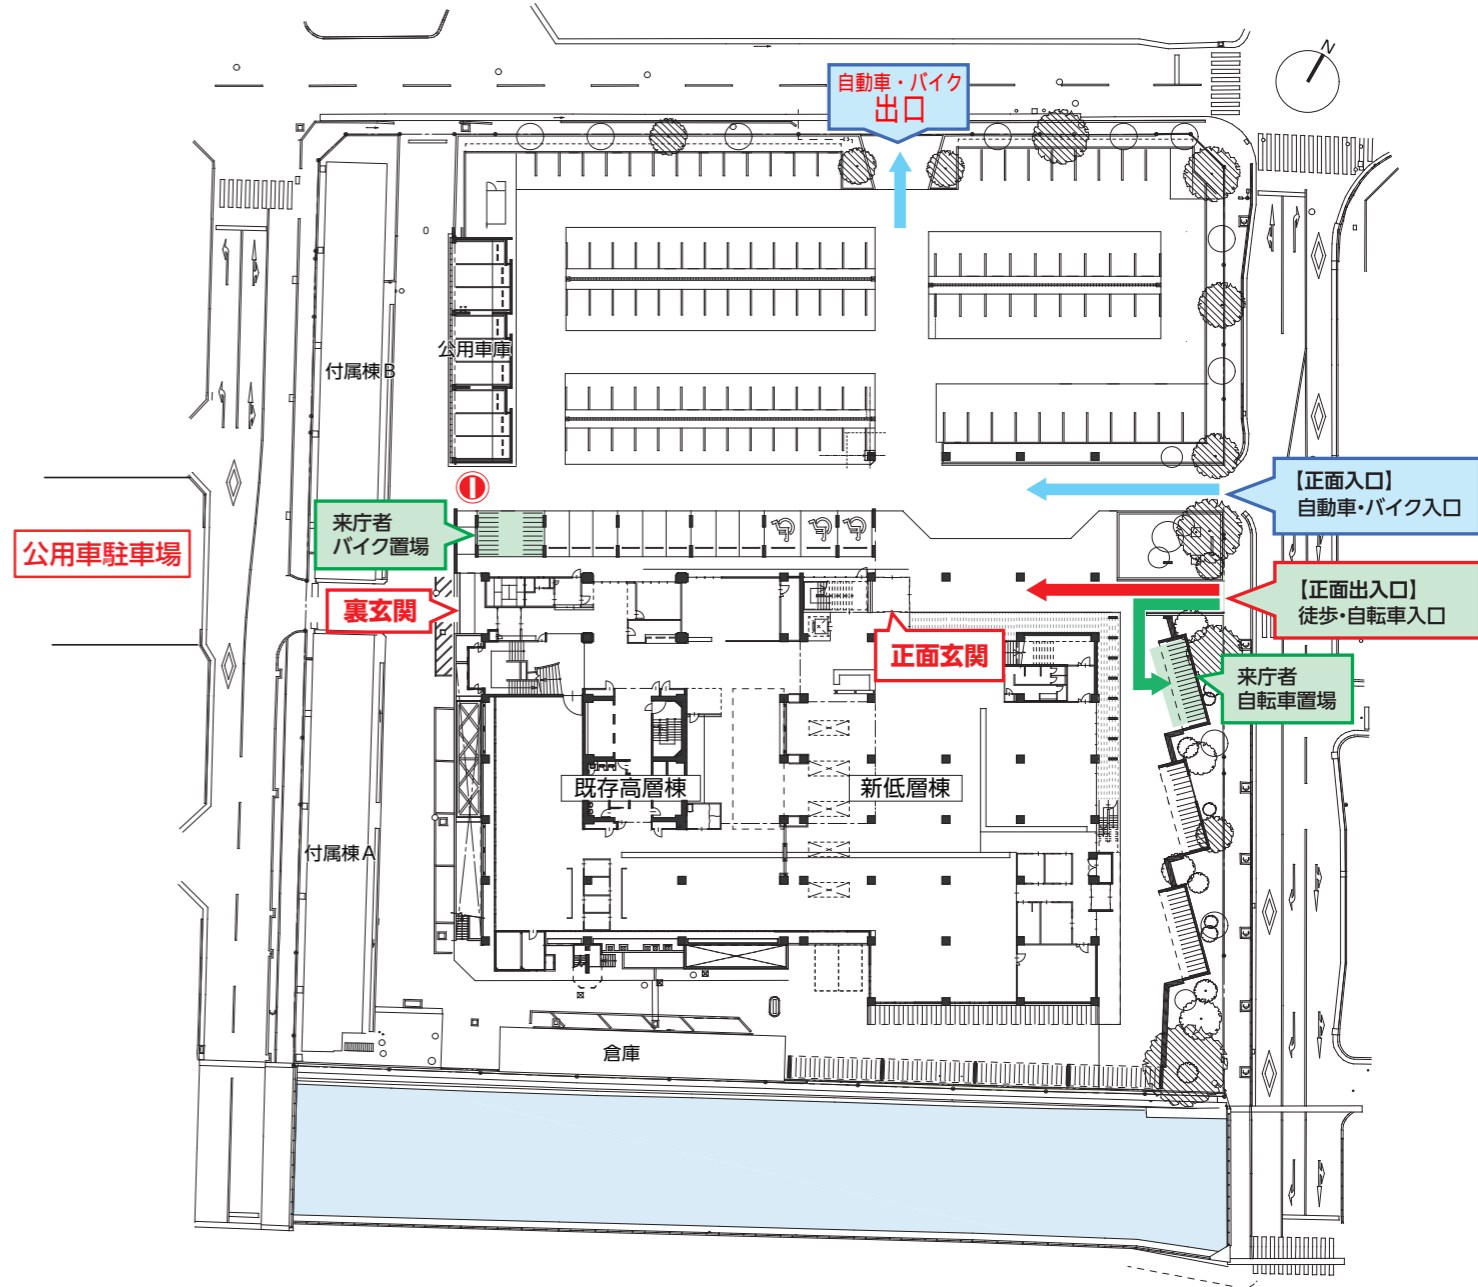 N
自動車・バイク
出口
公用車庫
付属棟B
【正面入口】
自動車・バイク入口
来庁者
バイク置場
公用車駐車場
【正面出入口】
徒歩・自転車入口
裏玄関
正面玄関
来庁者
自転車置場
既存高層棟
新低層棟
付属棟A
倉庫